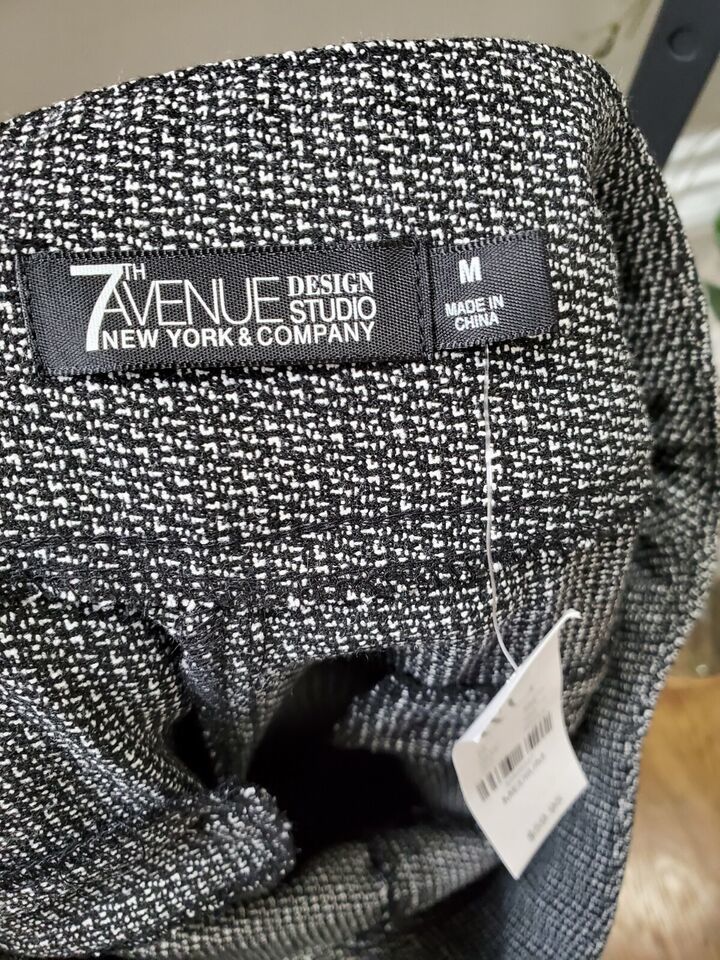 7TH
AVENUE DESIGN STUDIO
NEW YORK & COMPANY
M
MADE IN
CHINA